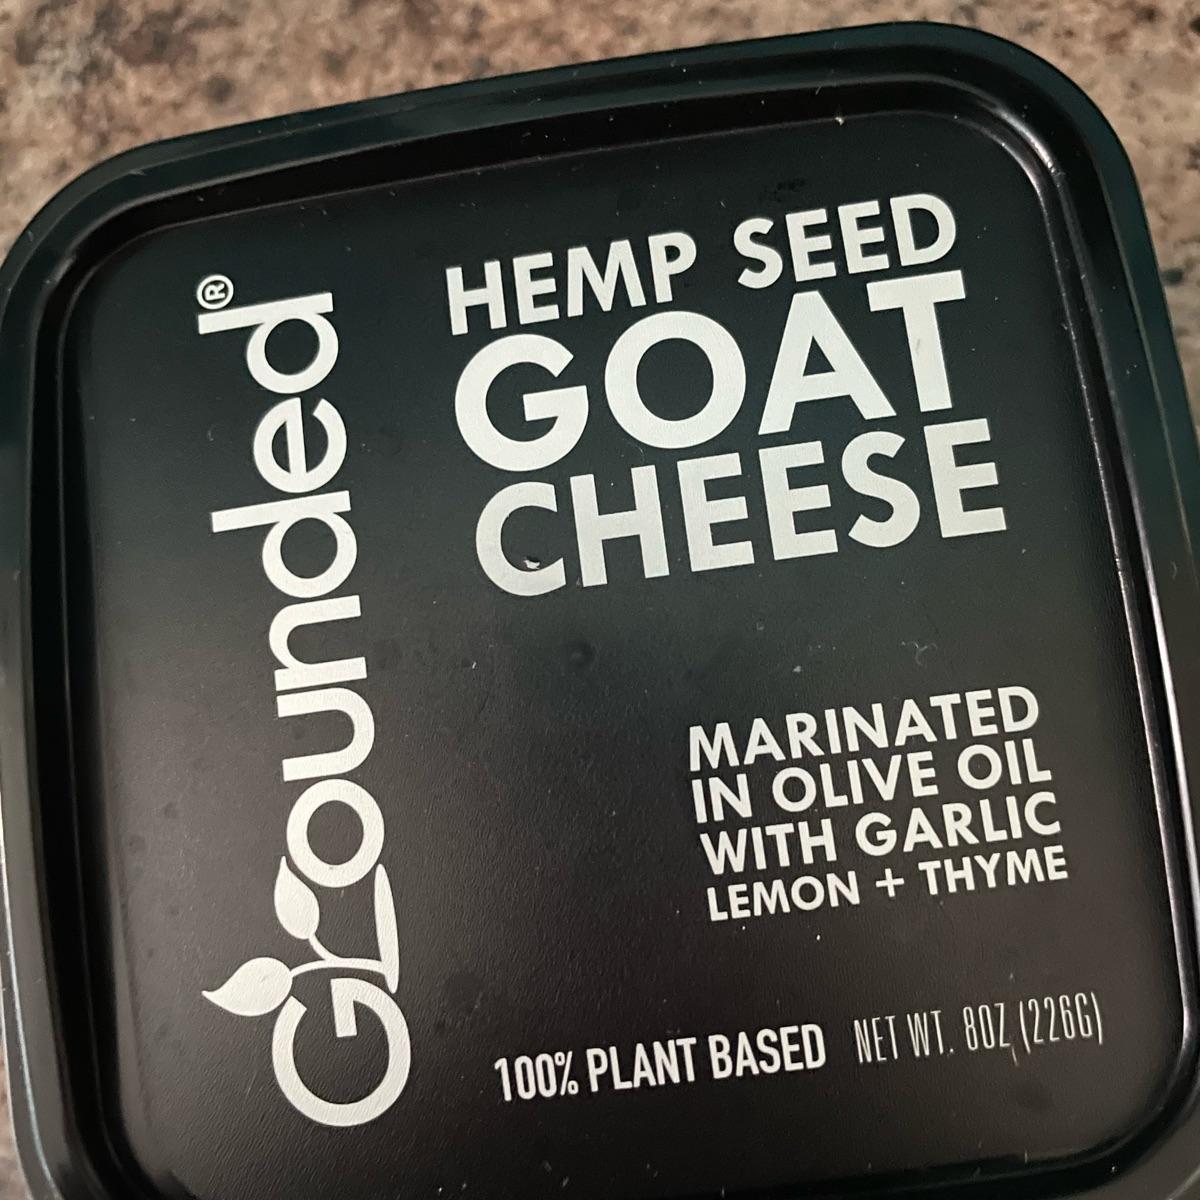 Grounded®
HEMP SEED
GOAT
CHEESE
MARINATED
IN OLIVE OIL
WITH GARLIC
LEMON + THYME
100% PLANT BASED NET WT. 8OZ (226G)